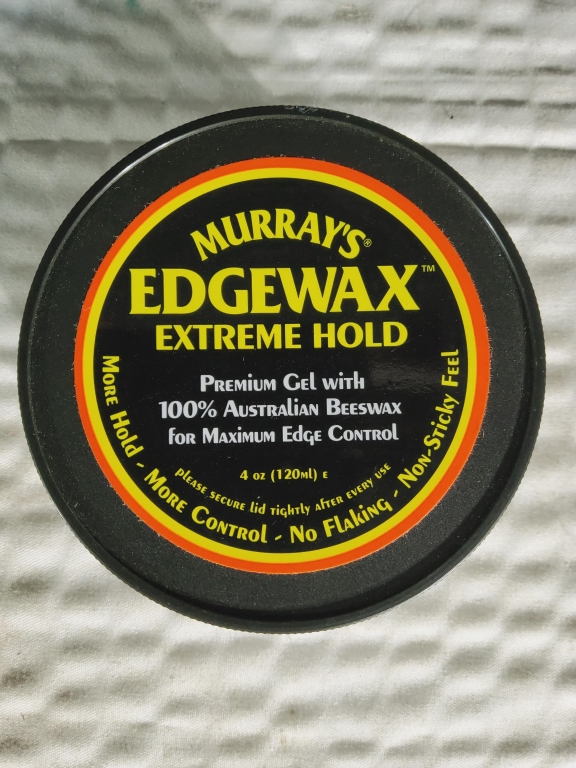 MURRAY'S®
EDGEWAX™
EXTREME HOLD
PREMIUM GEL WITH
100% AUSTRALIAN BEESWAX
FOR MAXIMUM EDGE CONTROL
4 oz (120ml) E
PLEASE SECURE lid TIGHTLY AFTER EVERY USE
MORE HOLD - MORE CONTROL - NO FLAKING - NON-STICKY FEEL